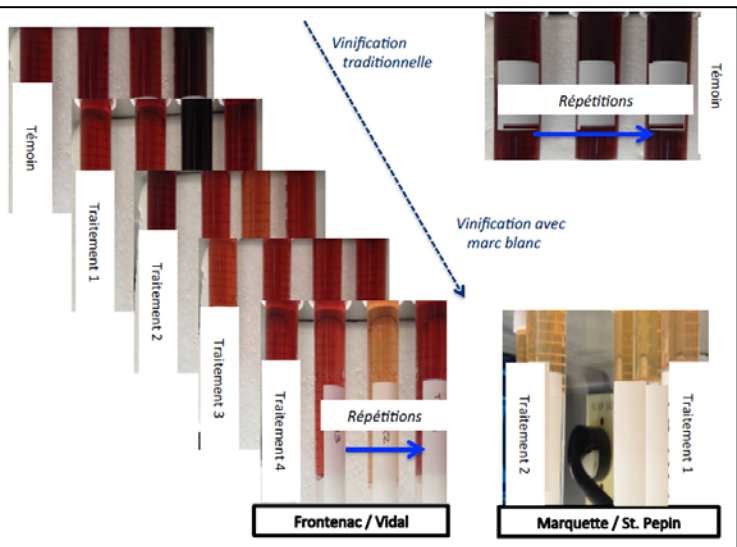 Vinification
traditionnelle
Témoin
Répétitions
Témoin
Traitement 1
Traitement 2
Vinification avec
marc blanc
Traitement 3
Traitement 4
Répétitions
Traitement 2
Traitement 1
Frontenac / Vidal
Marquette / St. Pepin